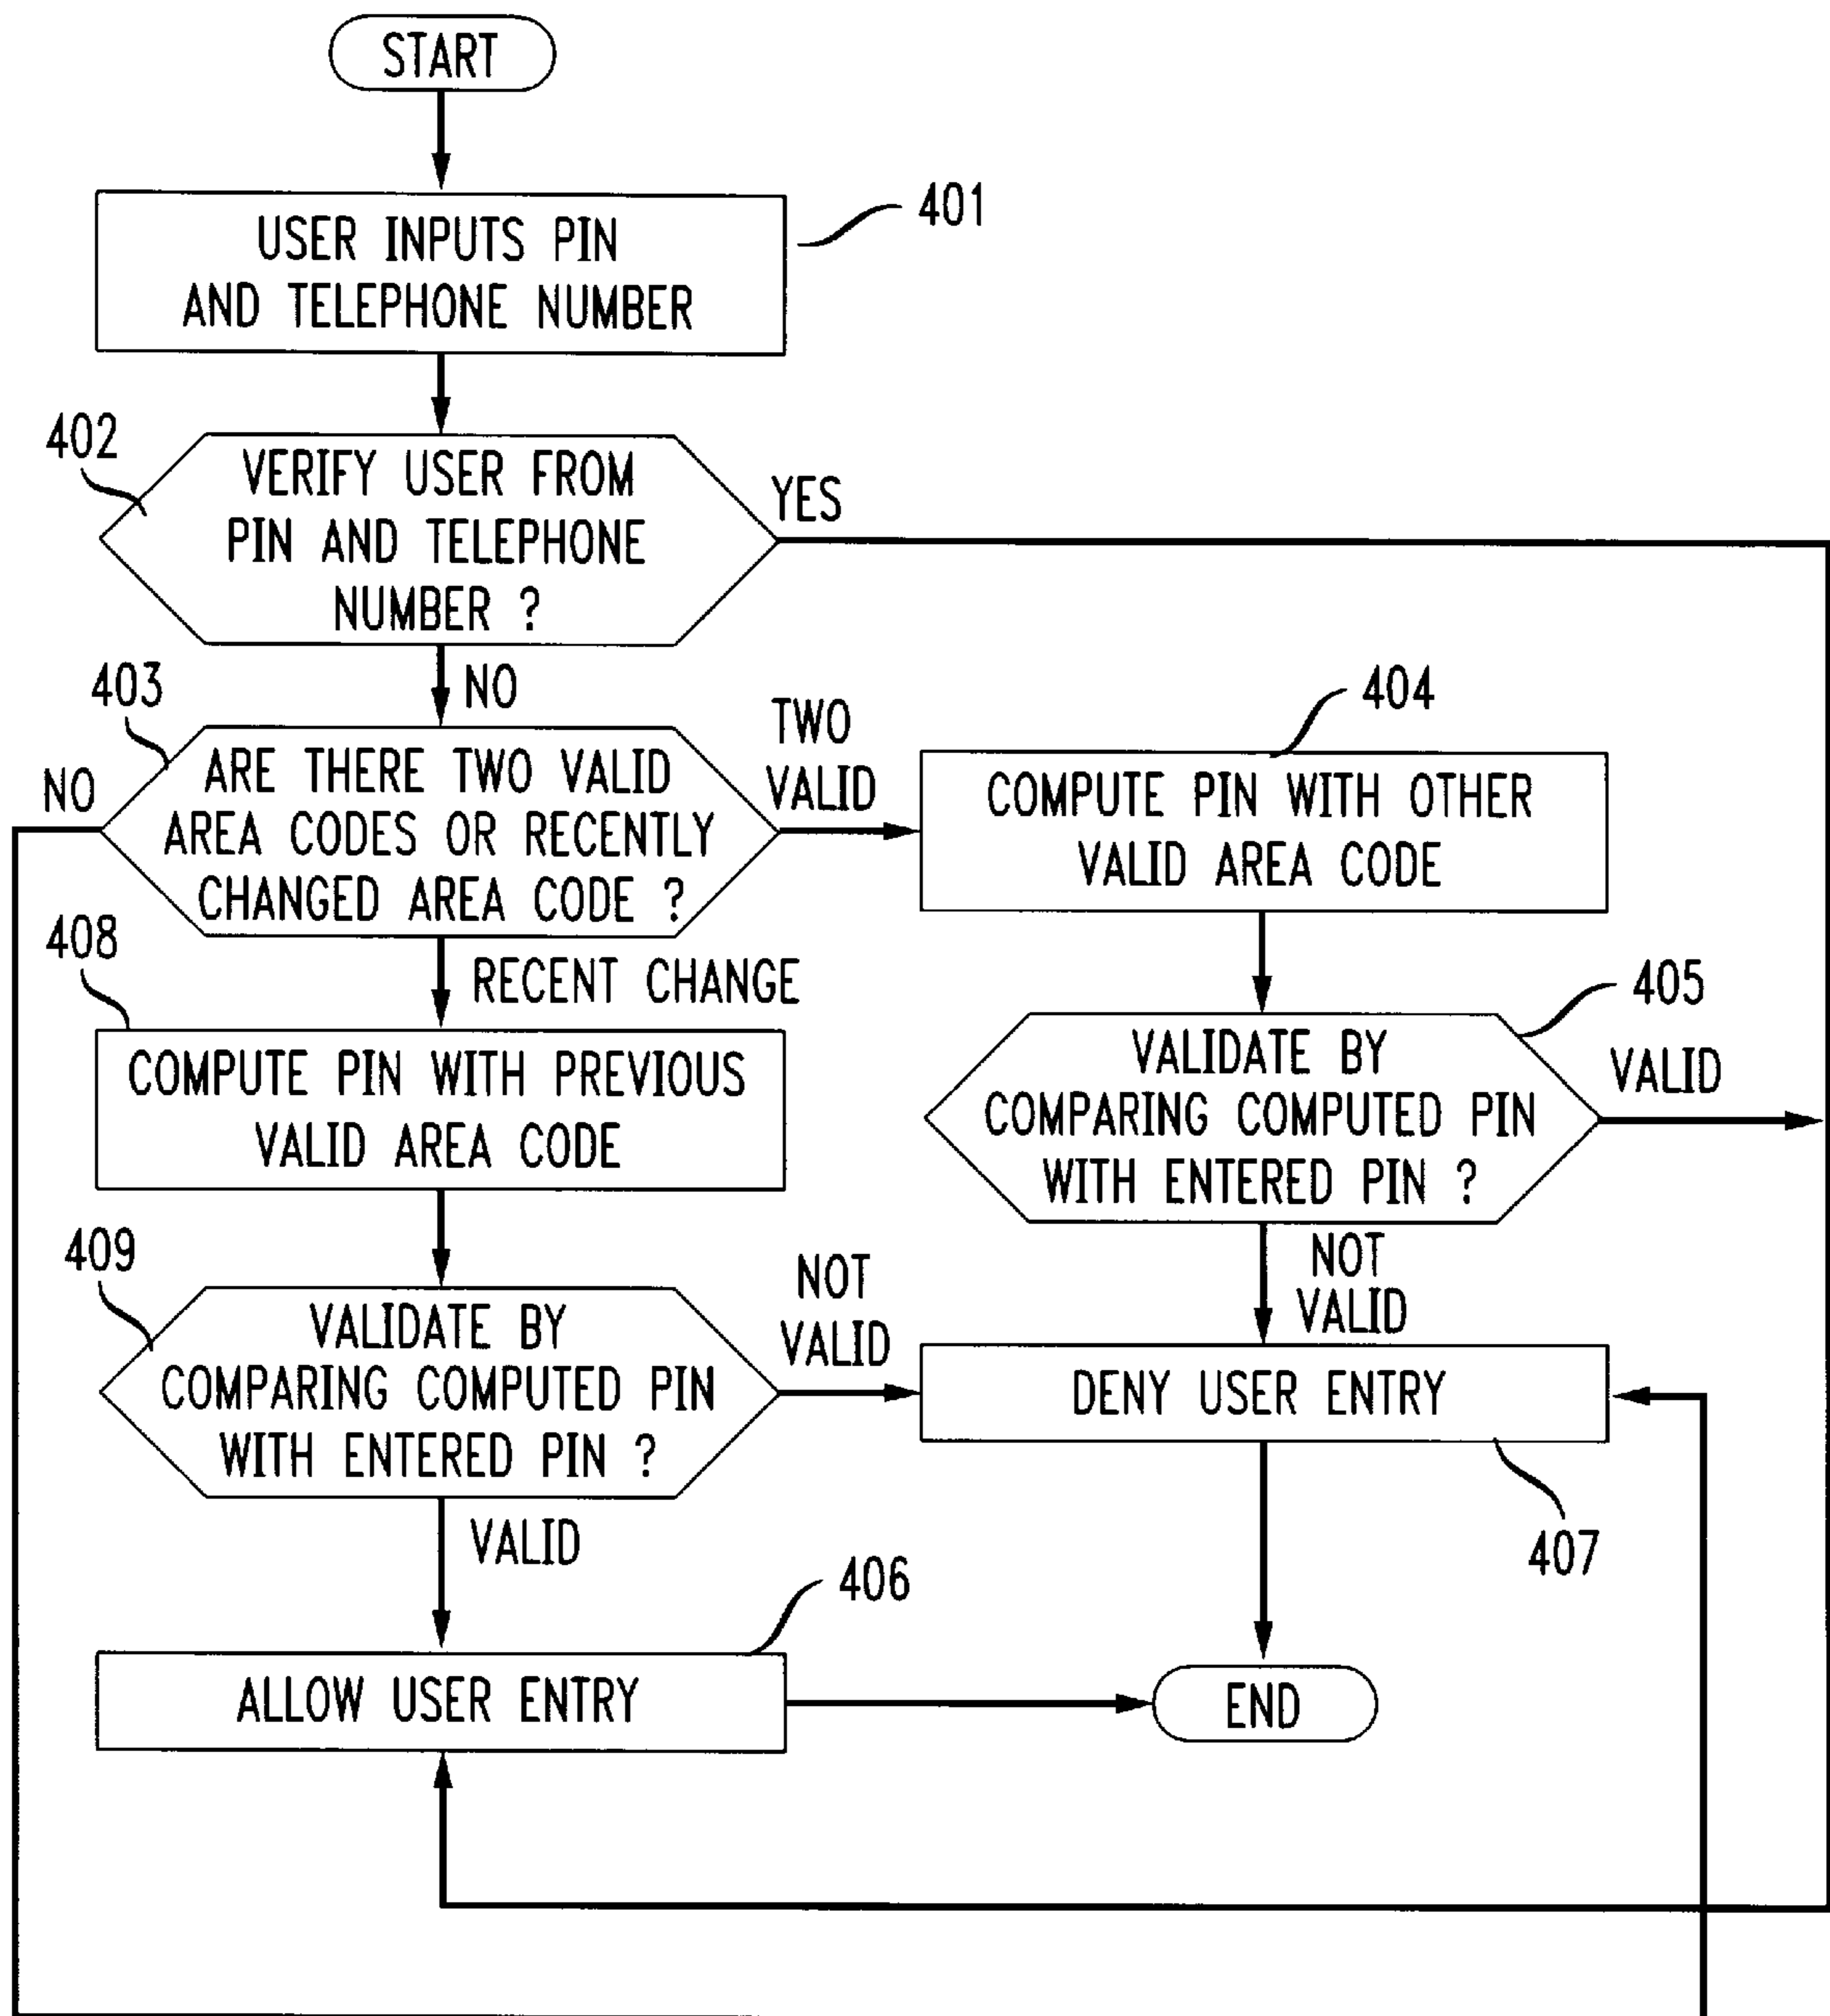 START
401
USER INPUTS PIN
AND TELEPHONE NUMBER
402
VERIFY USER FROM
PIN AND TELEPHONE
NUMBER ?
YES
NO
403
ARE THERE TWO VALID
AREA CODES OR RECENTLY
CHANGED AREA CODE ?
NO
TWO
VALID
404
COMPUTE PIN WITH OTHER
VALID AREA CODE
408
RECENT CHANGE
COMPUTE PIN WITH PREVIOUS
VALID AREA CODE
405
VALIDATE BY
COMPARING COMPUTED PIN
WITH ENTERED PIN ?
VALID
NOT
VALID
409
VALIDATE BY
COMPARING COMPUTED PIN
WITH ENTERED PIN ?
NOT
VALID
DENY USER ENTRY
407
VALID
406
ALLOW USER ENTRY
END